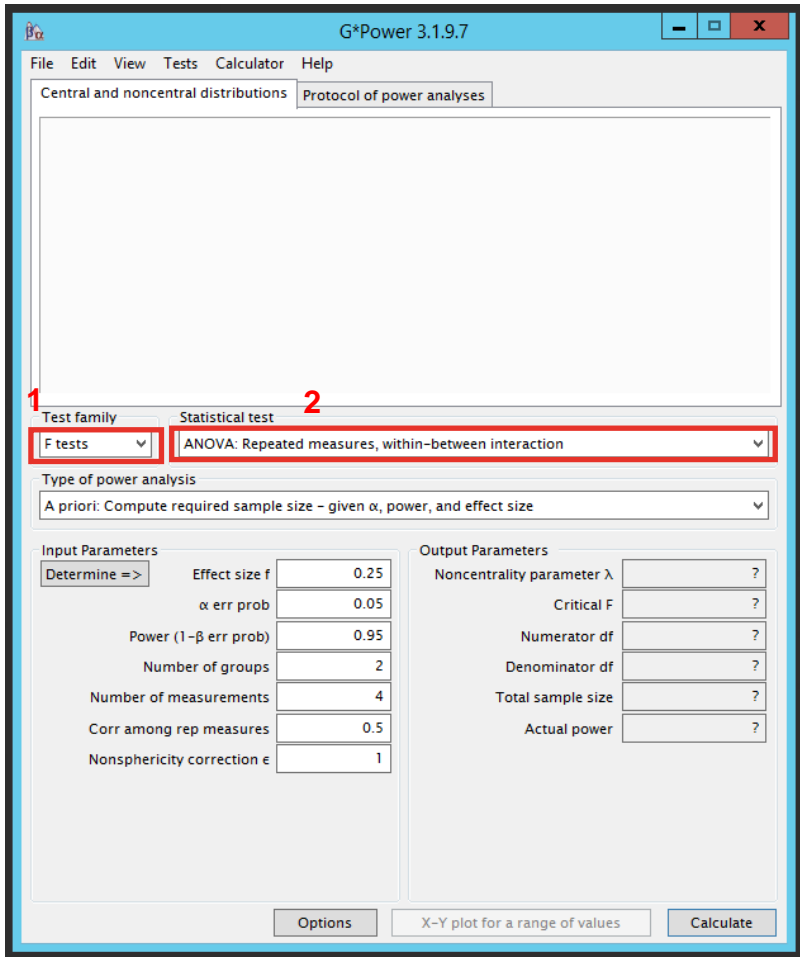 G*Power 3.1.9.7
File Edit View Tests Calculator Help
Central and noncentral distributions Protocol of power analyses
1 2
Test family Statistical test
F tests ANOVA: Repeated measures, within-between interaction
Type of power analysis
A priori: Compute required sample size - given α, power, and effect size
Input Parameters Output Parameters
Determine => Effect size f 0.25 Noncentrality parameter λ ?
α err prob 0.05 Critical F ?
Power (1-β err prob) 0.95 Numerator df ?
Number of groups 2 Denominator df ?
Number of measurements 4 Total sample size ?
Corr among rep measures 0.5 Actual power ?
Nonsphericity correction ϵ 1
Options X-Y plot for a range of values Calculate